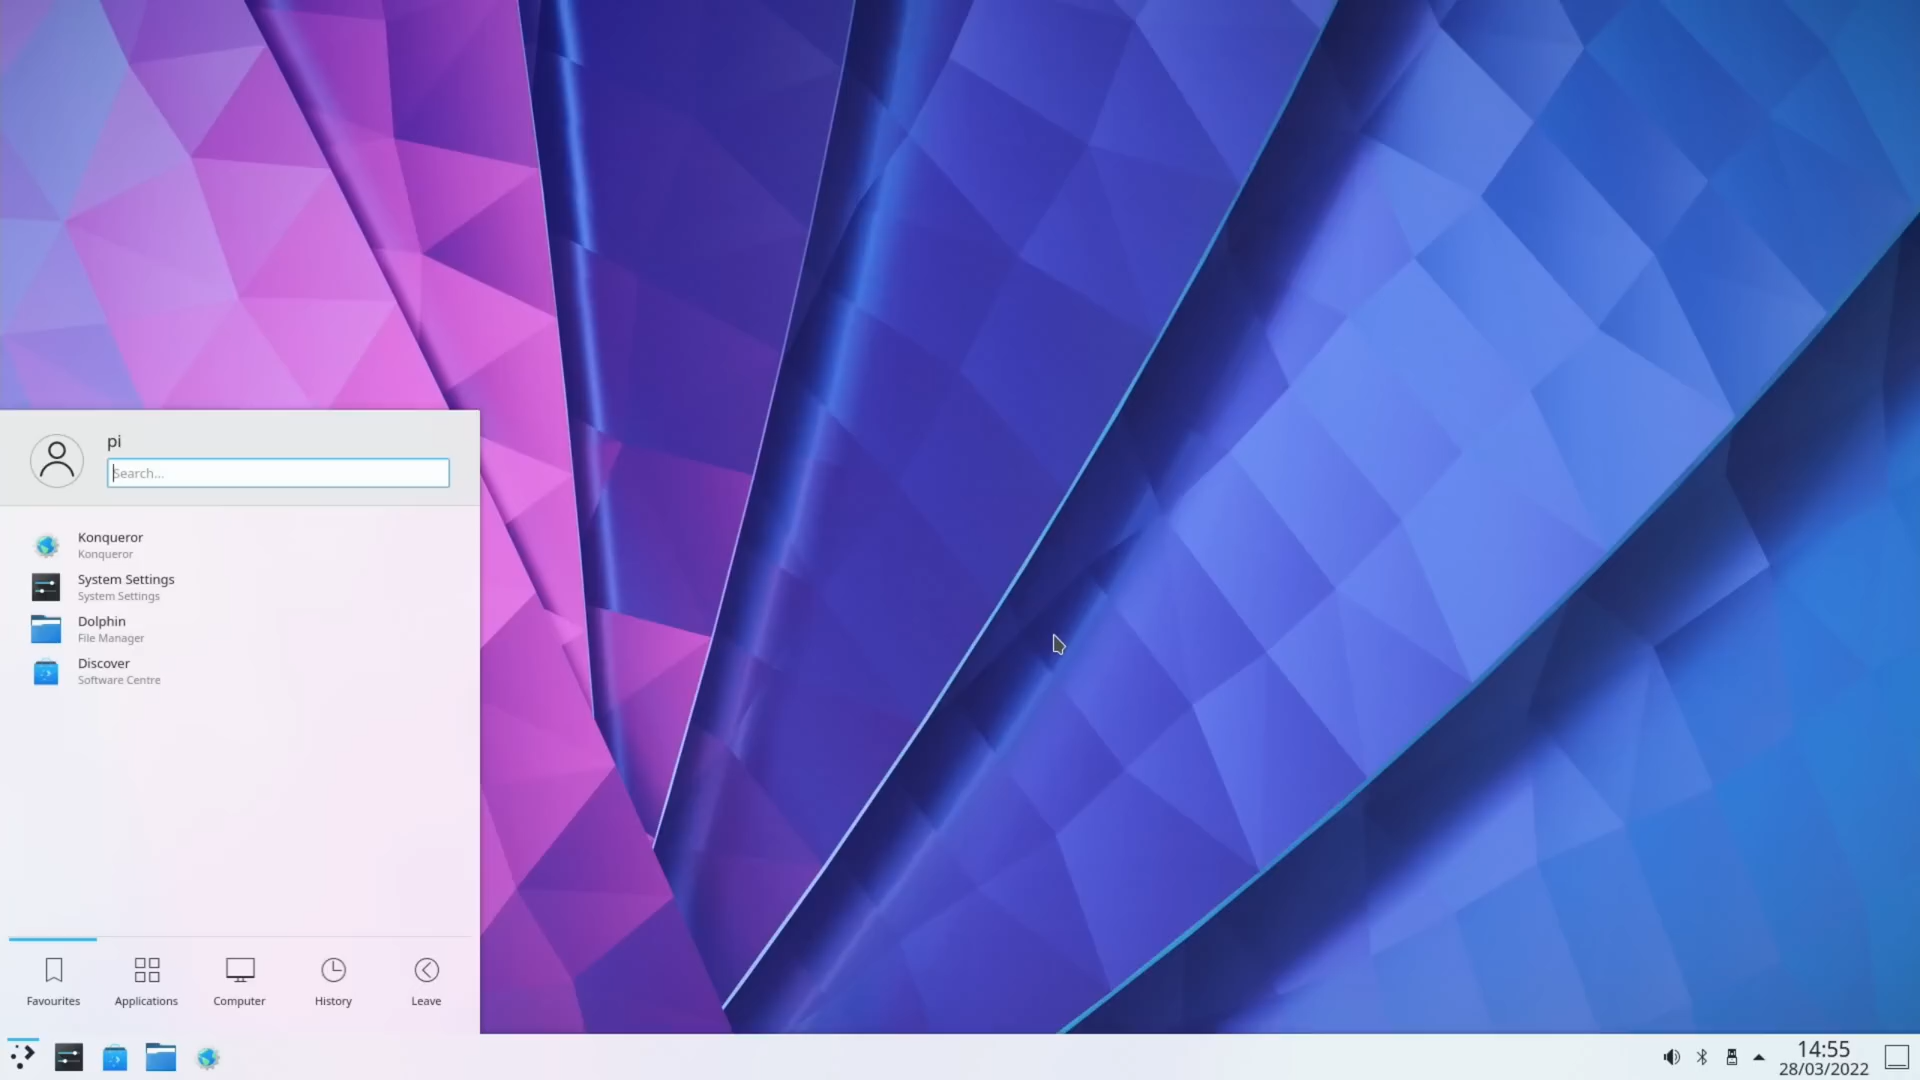 pi
Search...
Konqueror
Konqueror
System Settings
System Settings
Dolphin
File Manager
Discover
Software Centre
Favourites
Applications
Computer
History
Leave
14:55
28/03/2022